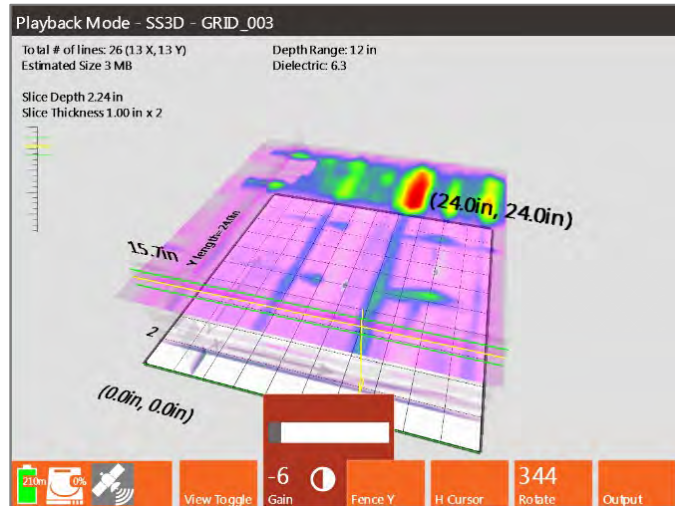 Playback Mode - SS3D - GRID_003
Total # of lines: 26 (13 X, 13 Y)
Depth Range: 12 in
Estimated Size 3 MB
Dielectric: 6.3
Slice Depth 2.24 in
Slice Thickness 1.00 in x 2
(24.0in, 24.0in)
Y length=24.0in
15.7in
2
(0.0in, 0.0in)
210m
0%
View Toggle
-6
Gain
Fence Y
H Cursor
344
Rotate
Output